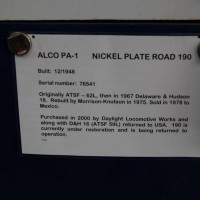 ALCO PA-1 NICKEL PLATE ROAD 190
Built: 12/1948
Serial number: 76541
Originally ATSF – 62L, then in 1967 Delaware & Hudson
18. Rebuilt by Morrison-Knudson in 1975. Sold in 1978 to
Mexico.
Purchased in 2000 by Daylight Locomotive Works and
along with D&H 16 (ATSF 59L) returned to USA. 190 is
currently under restoration and is being returned to
operation.